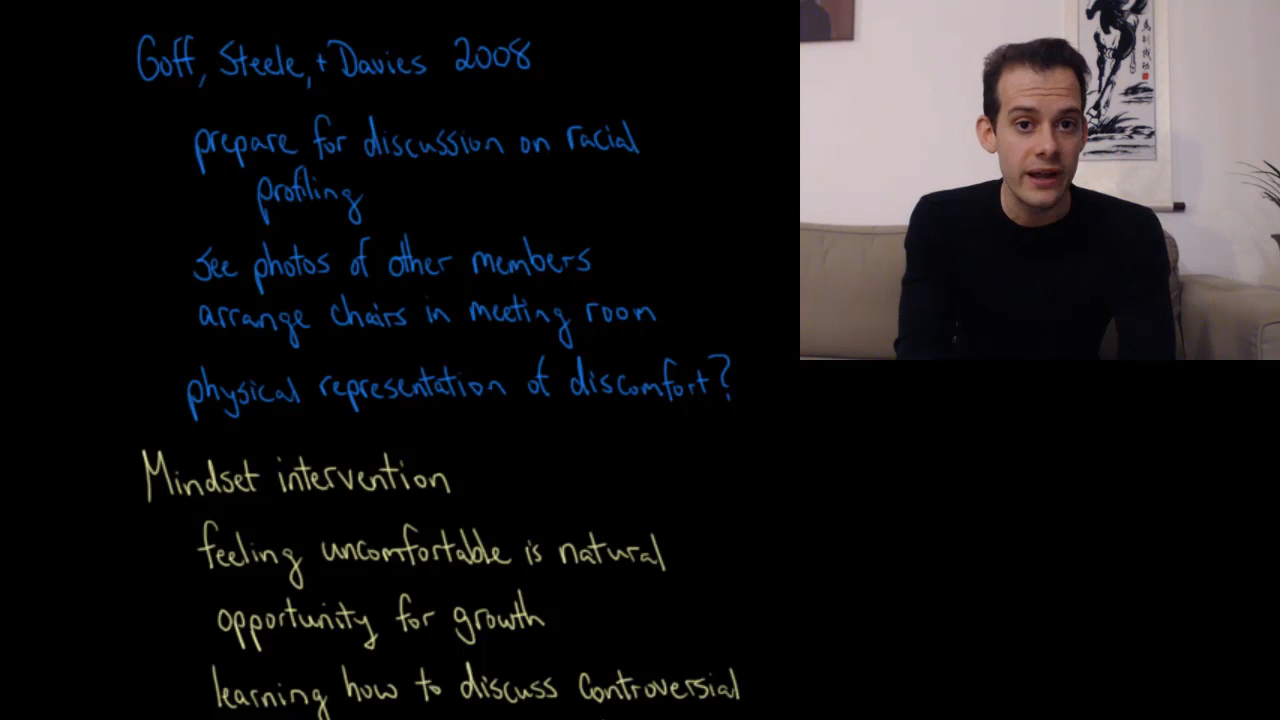 Goff, Steele, + Davies 2008
prepare for discussion on racial
profiling
see photos of other members
arrange chairs in meeting room
physical representation of discomfort?
Mindset intervention
feeling uncomfortable is natural
opportunity for growth
learning how to discuss controversial